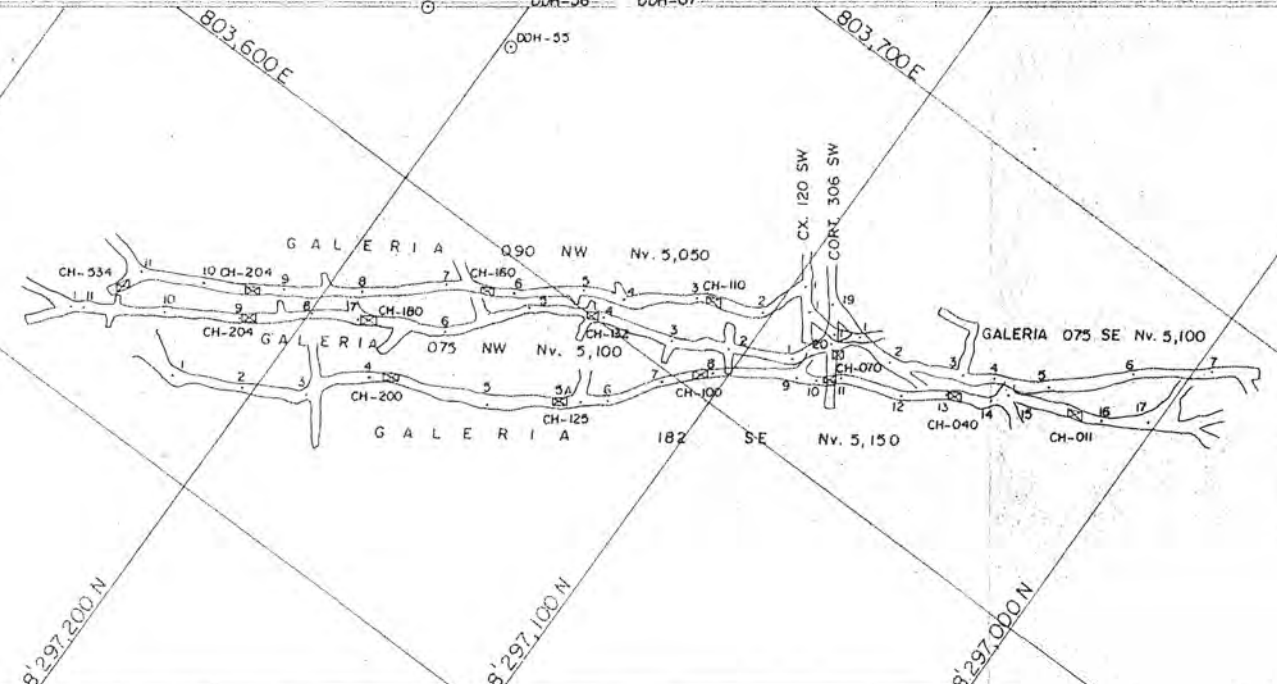 DDH-56 DDH-67
DDH-55
803,600 E
803,700 E
CX. 120 SW
CORT. 306 SW
GALERIA 090 NW Nv. 5,050
CH-534
11
10
CH-204
9
8
7
CH-160
6
5
4
3
CH-110
2
19
1
GALERIA 075 SE Nv. 5,100
11
10
9
8
7
6
5
4
3
2
1
20
2
3
4
5
6
7
CH-204
CH-180
CH-132
CH-070
GALERIA 075 NW Nv. 5,100
1
2
3
4
5
5A
6
7
8
9
10
11
12
13
14
15
16
17
CH-200
CH-125
CH-100
CH-040
CH-011
GALERIA 182 SE Nv. 5,150
8'297,200 N
8'297,100 N
8'297,000 N